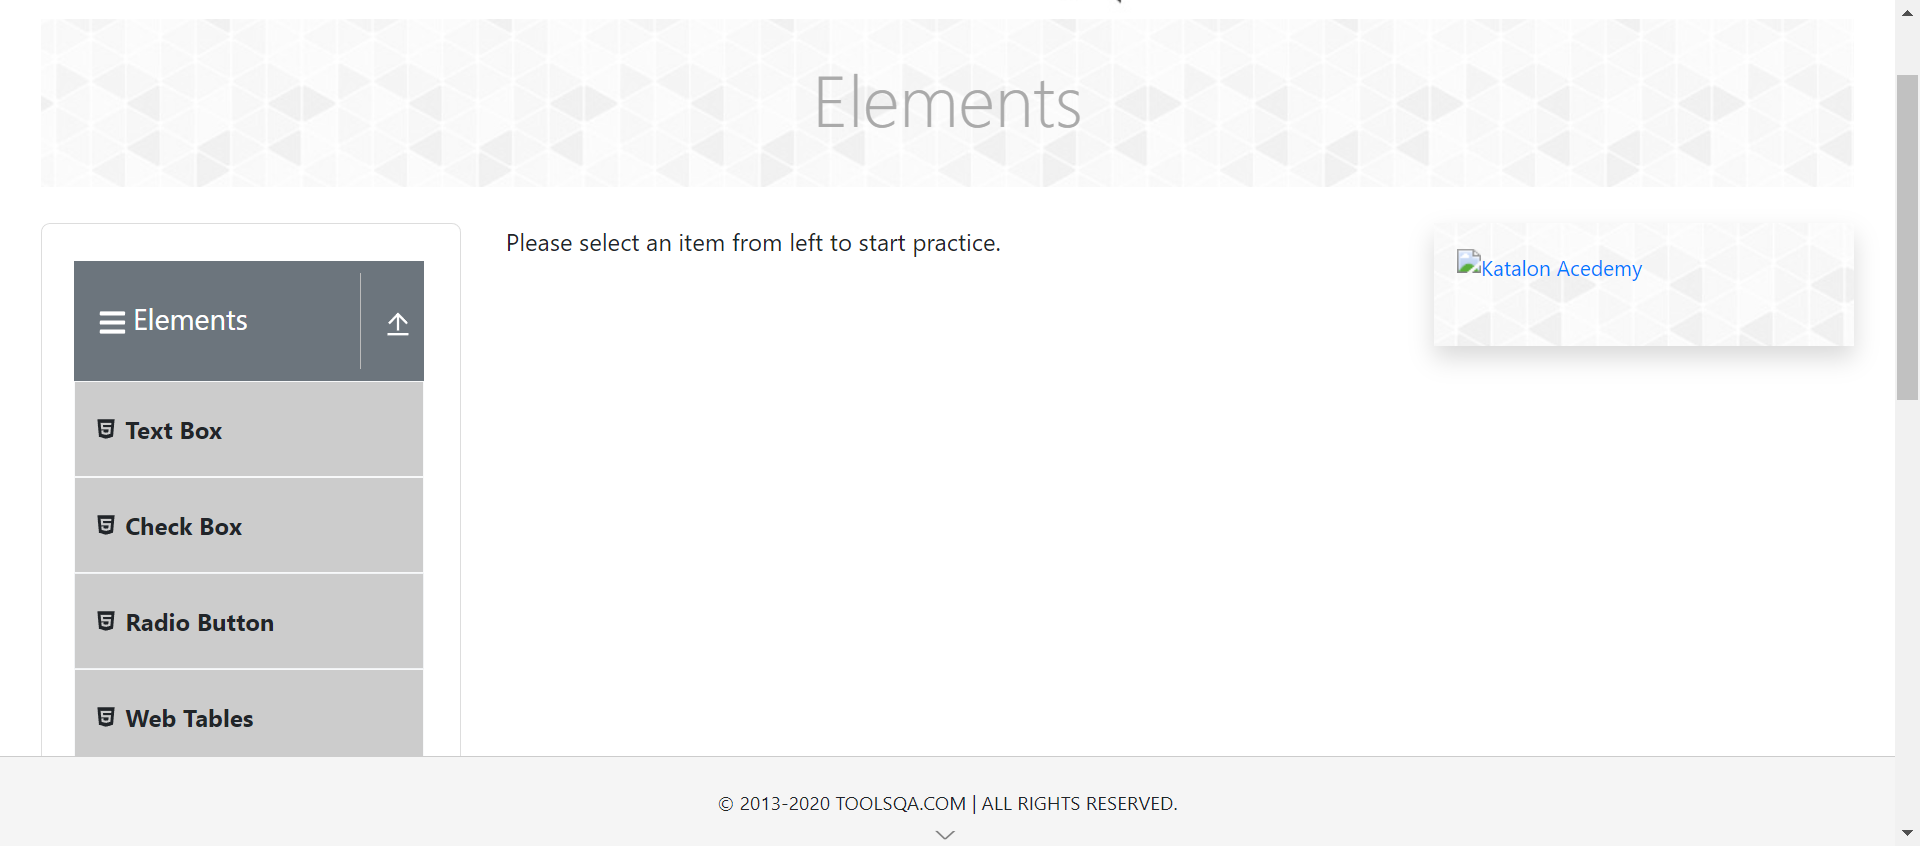 Elements
Please select an item from left to start practice.
Katalon Acedemy
Elements
Text Box
Check Box
Radio Button
Web Tables
© 2013-2020 TOOLSQA.COM | ALL RIGHTS RESERVED.